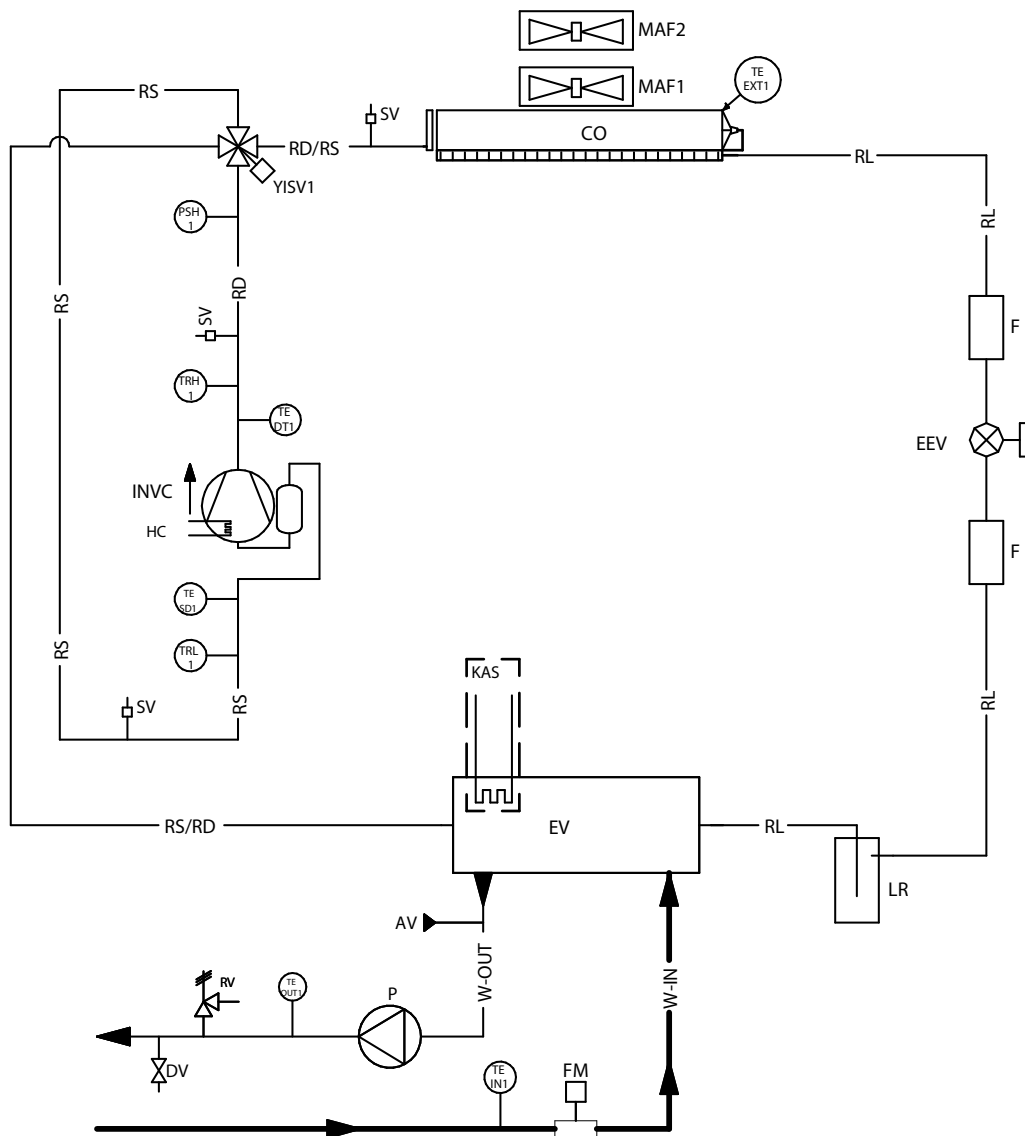 MAF2
MAF1
TE
EXT1
RS
SV
CO
RD/RS
RL
YISV1
PSH
1
RL
RD
RS
SV
F
TRH
1
TE
DT1
EEV
INVC
HC
F
TE
SD1
TRL
1
RS
RS
KAS
RL
SV
RS/RD
EV
RL
LR
AV
W-OUT
W-IN
RV
TE
OUT1
P
DV
TE
IN1
FM